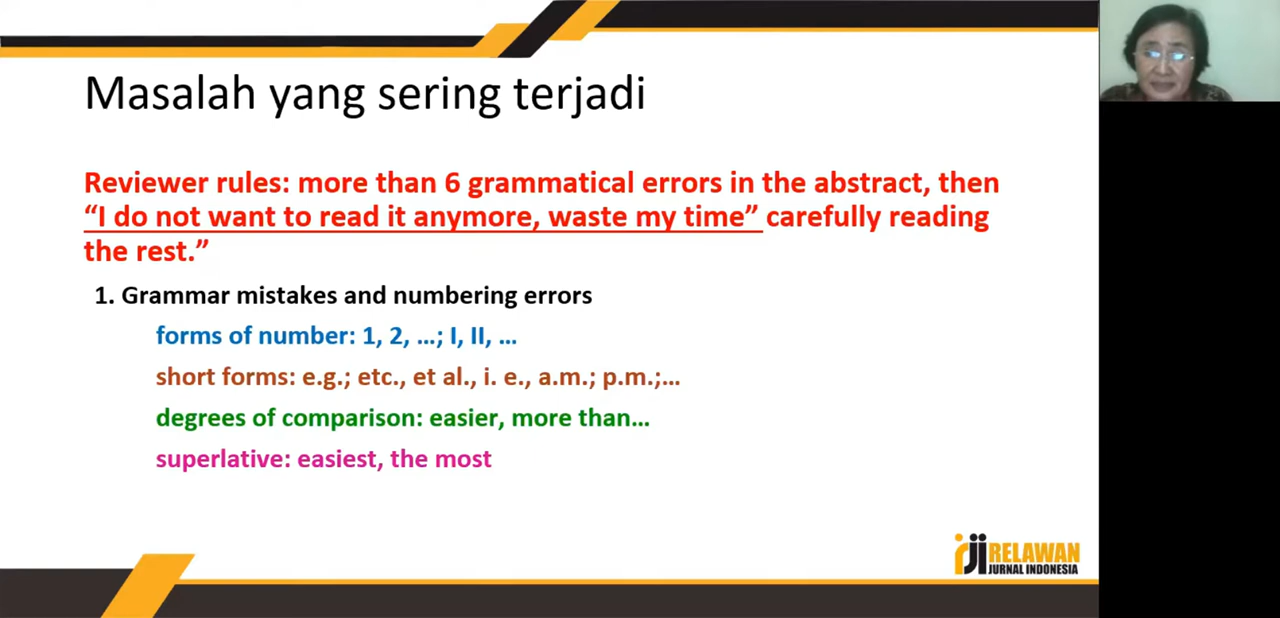 Masalah yang sering terjadi
Reviewer rules: more than 6 grammatical errors in the abstract, then
“I do not want to read it anymore, waste my time” carefully reading
the rest.”
1. Grammar mistakes and numbering errors
forms of number: 1, 2, …; I, II, …
short forms: e.g.; etc., et al., i. e., a.m.; p.m.;…
degrees of comparison: easier, more than…
superlative: easiest, the most
rji RELAWAN
JURNAL INDONESIA